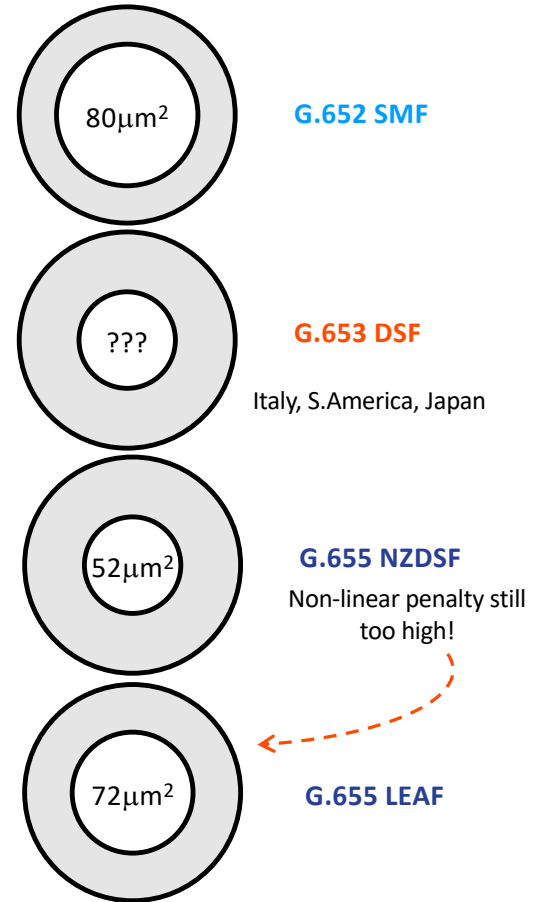 80μm²
G.652 SMF
???
G.653 DSF
Italy, S.America, Japan
52μm²
G.655 NZDSF
Non-linear penalty still
too high!
72μm²
G.655 LEAF